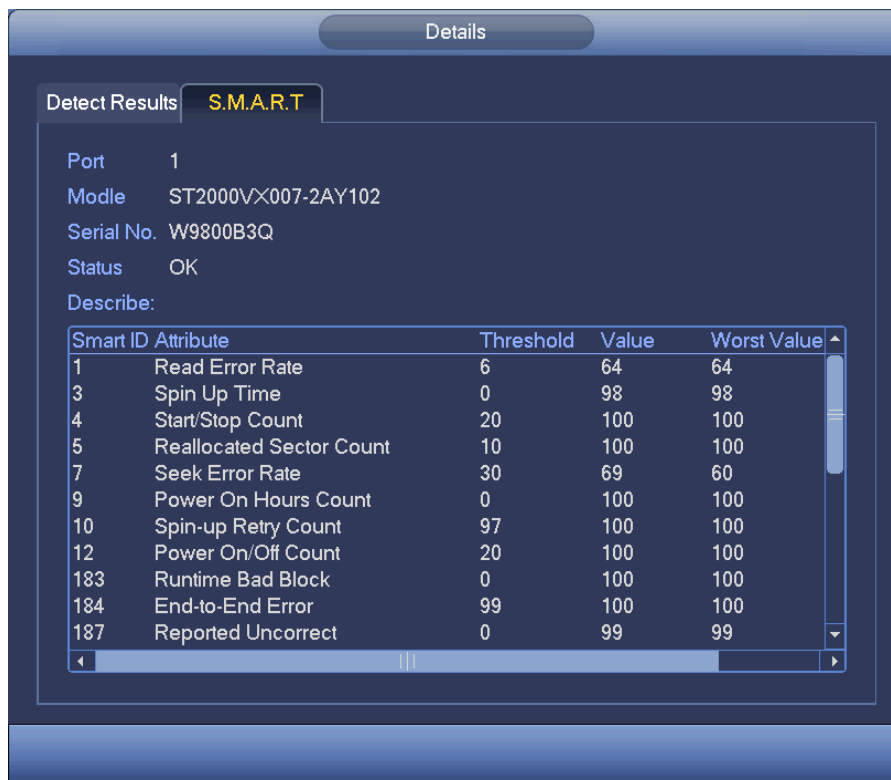 Details
Detect Results S.M.A.R.T
Port 1
Modle ST2000VX007-2AY102
Serial No. W9800B3Q
Status OK
Describe:
Smart ID Attribute Threshold Value Worst Value
1 Read Error Rate 6 64 64
3 Spin Up Time 0 98 98
4 Start/Stop Count 20 100 100
5 Reallocated Sector Count 10 100 100
7 Seek Error Rate 30 69 60
9 Power On Hours Count 0 100 100
10 Spin-up Retry Count 97 100 100
12 Power On/Off Count 20 100 100
183 Runtime Bad Block 0 100 100
184 End-to-End Error 99 100 100
187 Reported Uncorrect 0 99 99